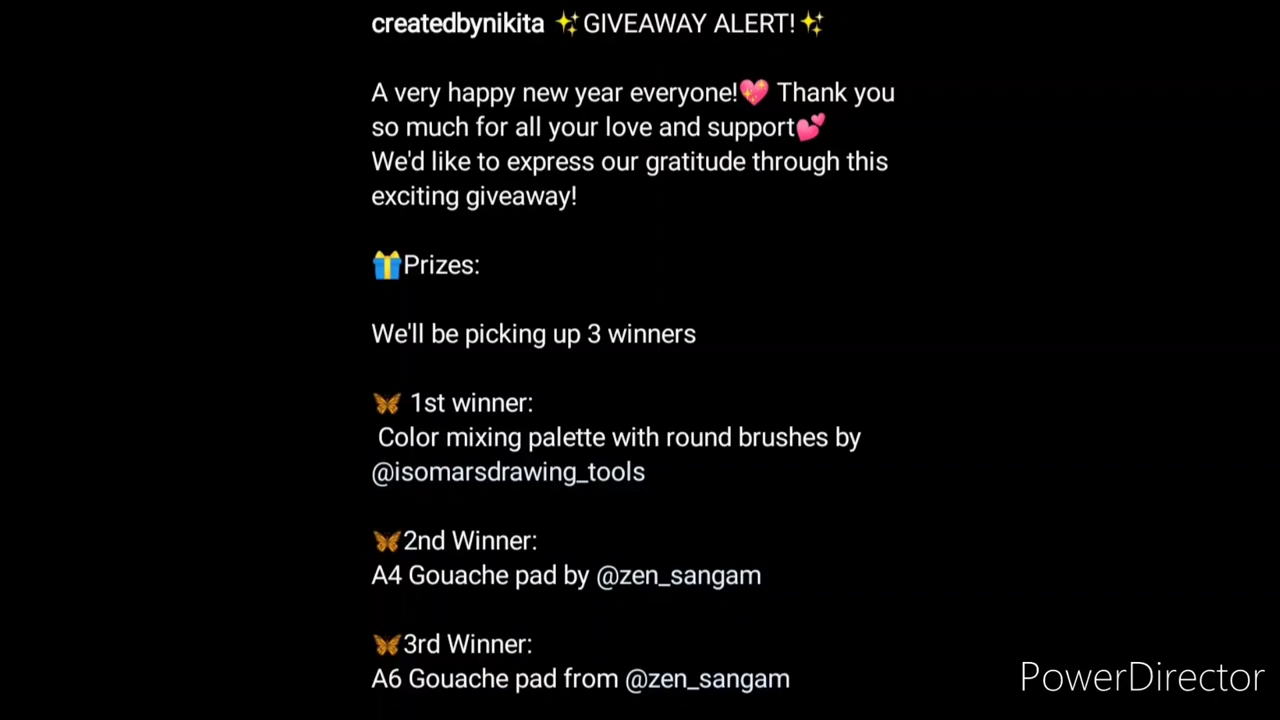 createdbynikita ✨GIVEAWAY ALERT!✨
A very happy new year everyone!💖 Thank you
so much for all your love and support💕
We'd like to express our gratitude through this
exciting giveaway!
🎁Prizes:
We'll be picking up 3 winners
🦋 1st winner:
Color mixing palette with round brushes by
@isomarsdrawing_tools
🦋2nd Winner:
A4 Gouache pad by @zen_sangam
🦋3rd Winner:
A6 Gouache pad from @zen_sangam
PowerDirector